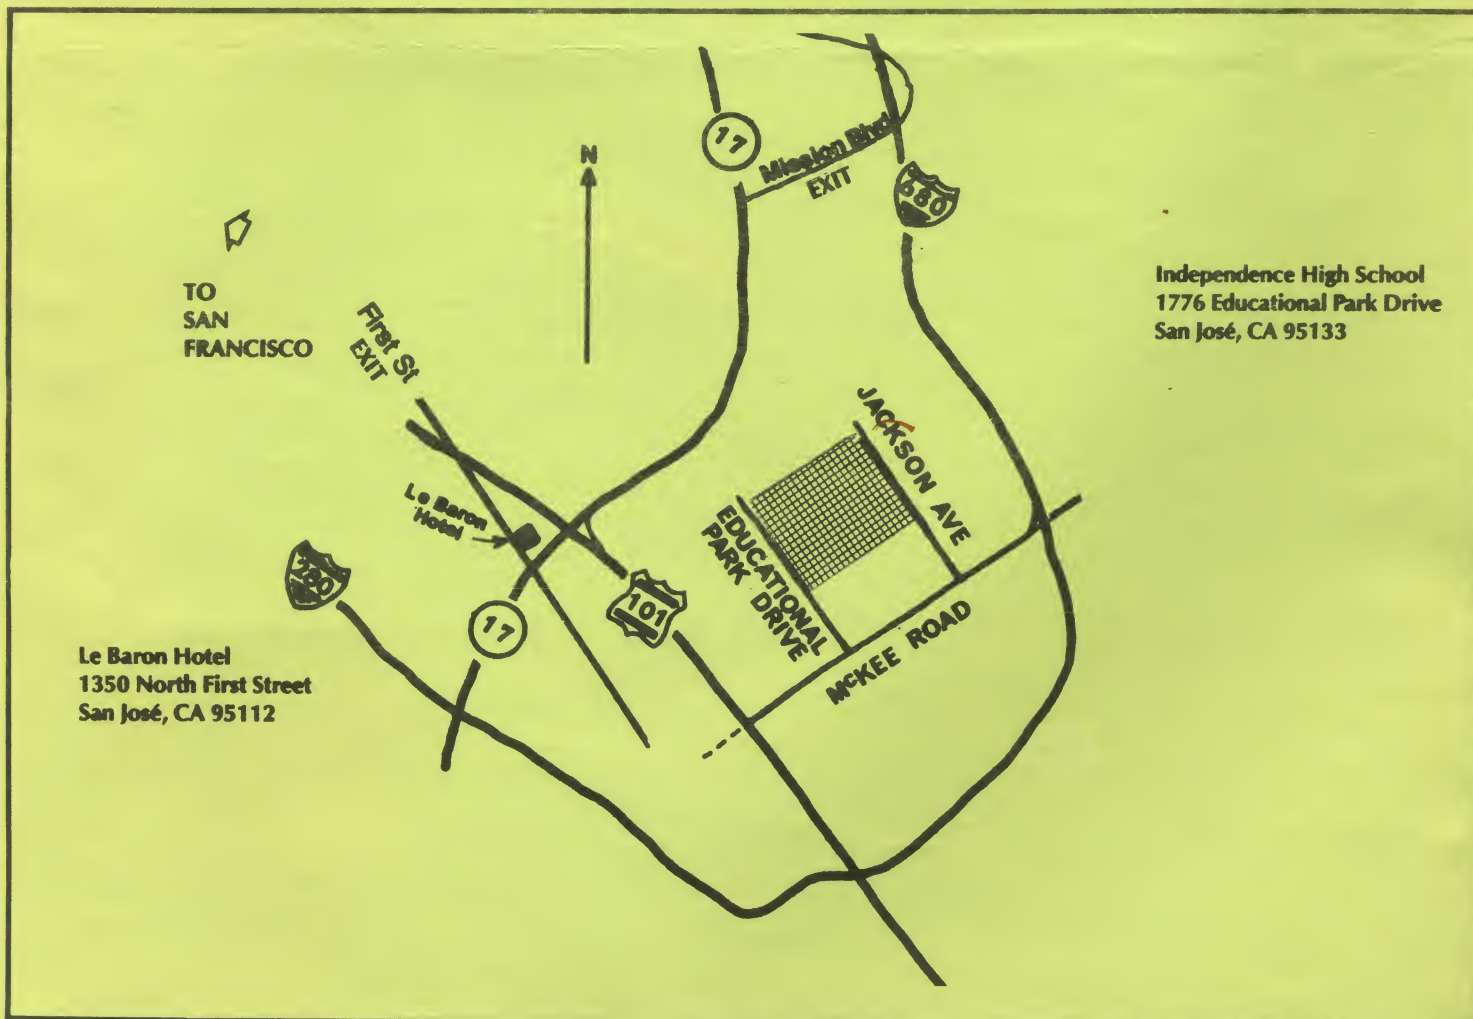 17
Mission Blvd
EXIT
680
N
TO
SAN
FRANCISCO
First St
EXIT
Independence High School
1776 Educational Park Drive
San José, CA 95133
JACKSON AVE
Le Baron
Hotel
EDUCATIONAL
PARK DRIVE
280
101
17
McKEE ROAD
Le Baron Hotel
1350 North First Street
San José, CA 95112